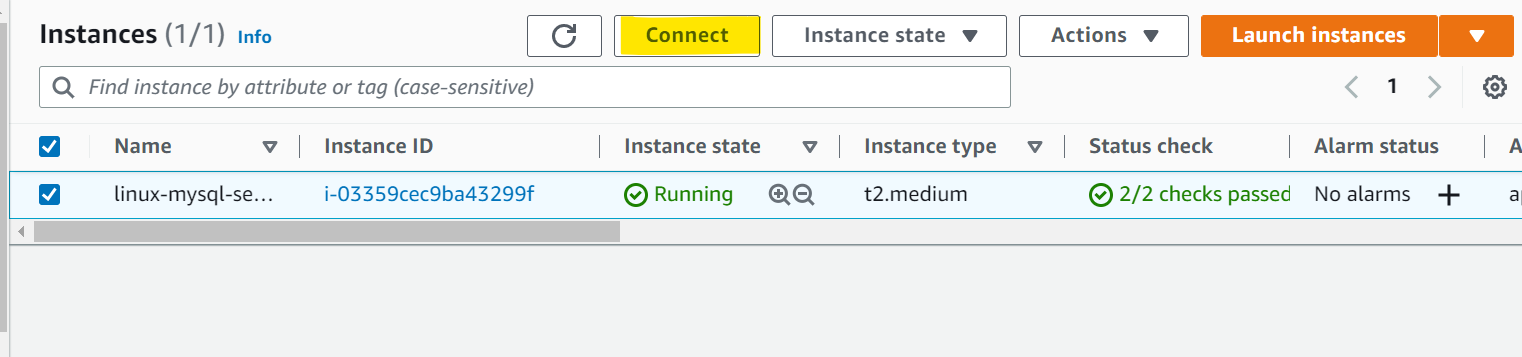 Instances (1/1) Info Connect Instance state Actions Launch instances
Find instance by attribute or tag (case-sensitive) 1
Name Instance ID Instance state Instance type Status check Alarm status A
linux-mysql-se... i-03359cec9ba43299f Running t2.medium 2/2 checks passed No alarms